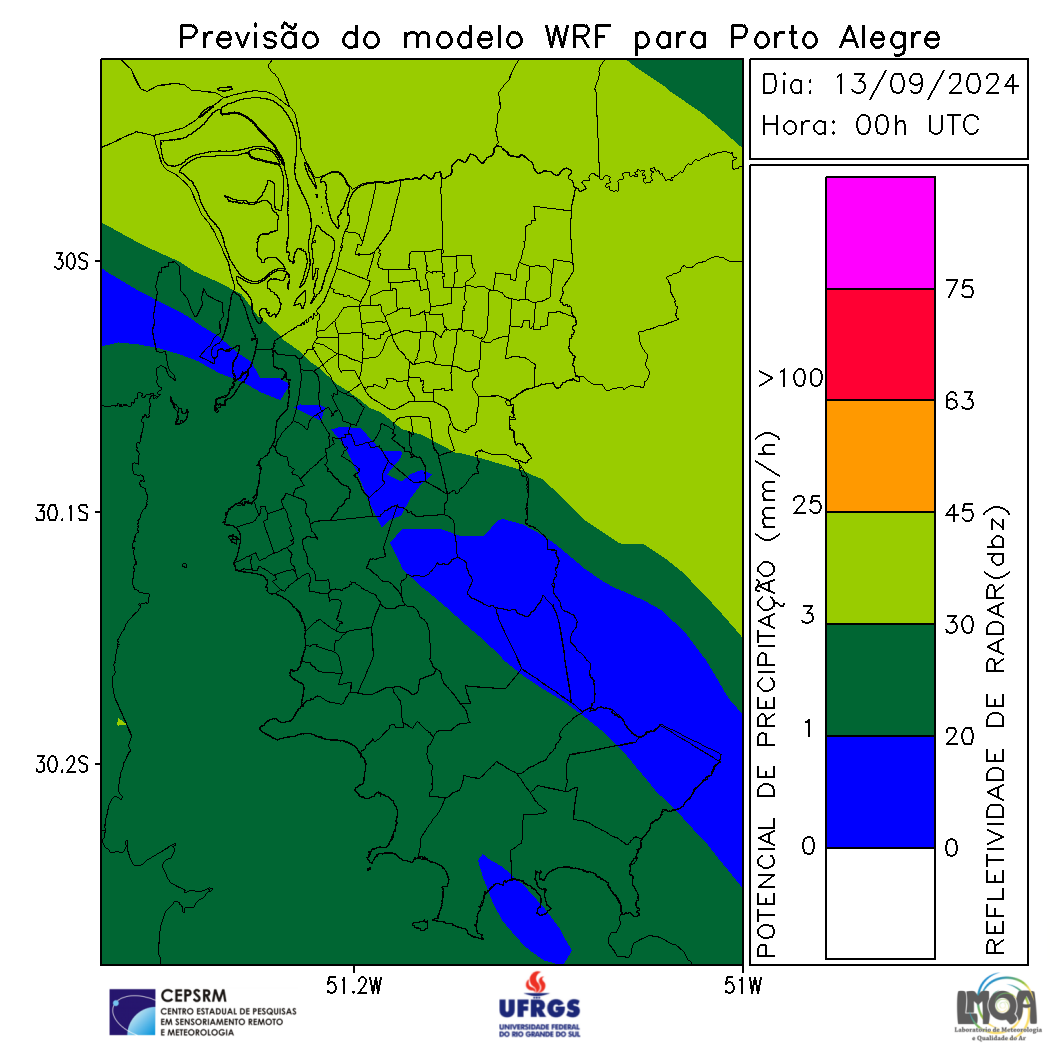 Previsão do modelo WRF para Porto Alegre
Dia: 13/09/2024
Hora: 00h UTC
30S
30.1S
30.2S
51.2W
51W
POTENCIAL DE PRECIPITAÇÃO (mm/h)
>100
25
3
1
0
75
63
45
30
20
0
REFLETIVIDADE DE RADAR(dbz)
CEPSRM
CENTRO ESTADUAL DE PESQUISAS
EM SENSORIAMENTO REMOTO
E METEOROLOGIA
UFRGS
UNIVERSIDADE FEDERAL
DO RIO GRANDE DO SUL
LMQA
Laboratório de Meteorologia
e Qualidade do Ar